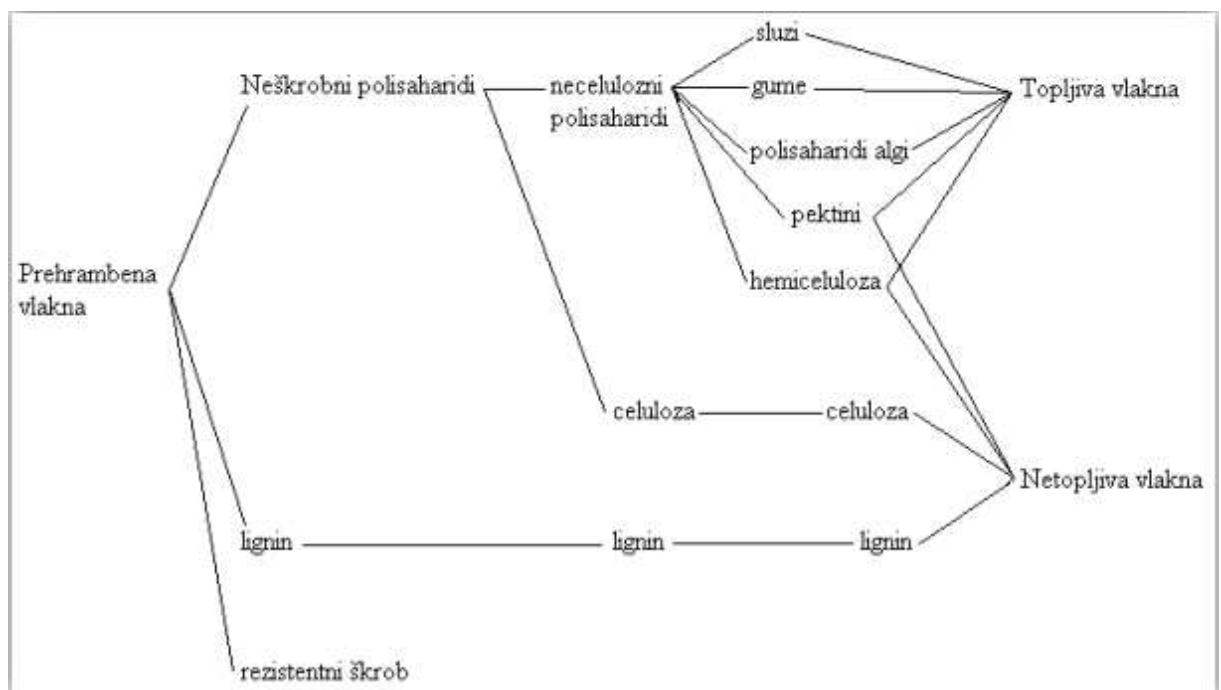 sluzi
Neškrobni polisaharidi
necelulozni
polisaharidi
gume
Topljiva vlakna
polisaharidi algi
pektini
Prehrambena
vlakna
hemiceluloza
celuloza
celuloza
Netopljiva vlakna
lignin
lignin
lignin
rezistentni škrob